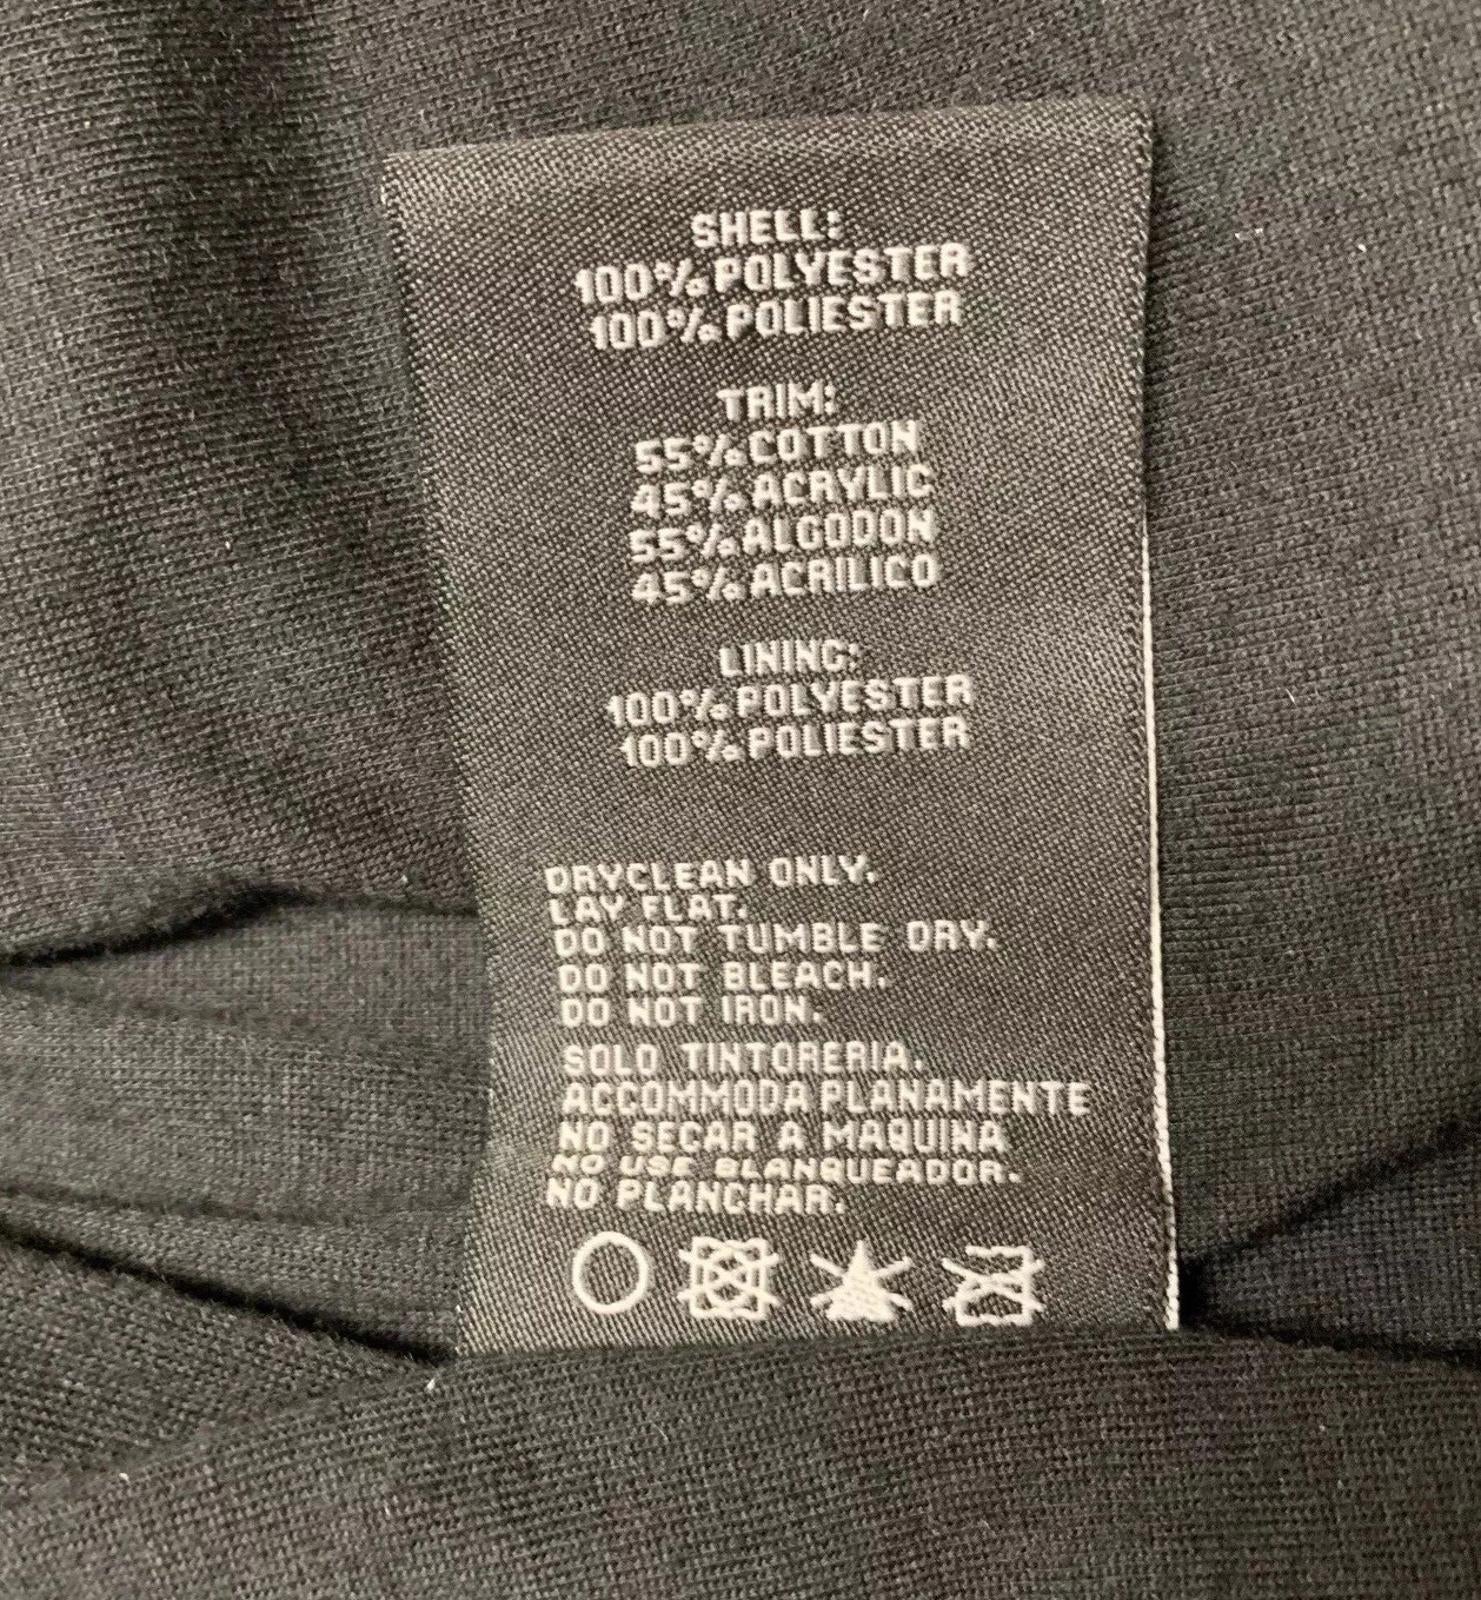 SHELL:
100% POLYESTER
100% POLIESTER
TRIM:
55% COTTON
45% ACRYLIC
55% ALGODON
45% ACRILICO
LINING:
100% POLYESTER
100% POLIESTER
DRYCLEAN ONLY.
LAY FLAT.
DO NOT TUMBLE DRY.
DO NOT BLEACH.
DO NOT IRON.
SOLO TINTORERIA.
ACCOMMODA PLANAMENTE
NO SECAR A MAQUINA
NO USE BLANQUEADOR.
NO PLANCHAR.